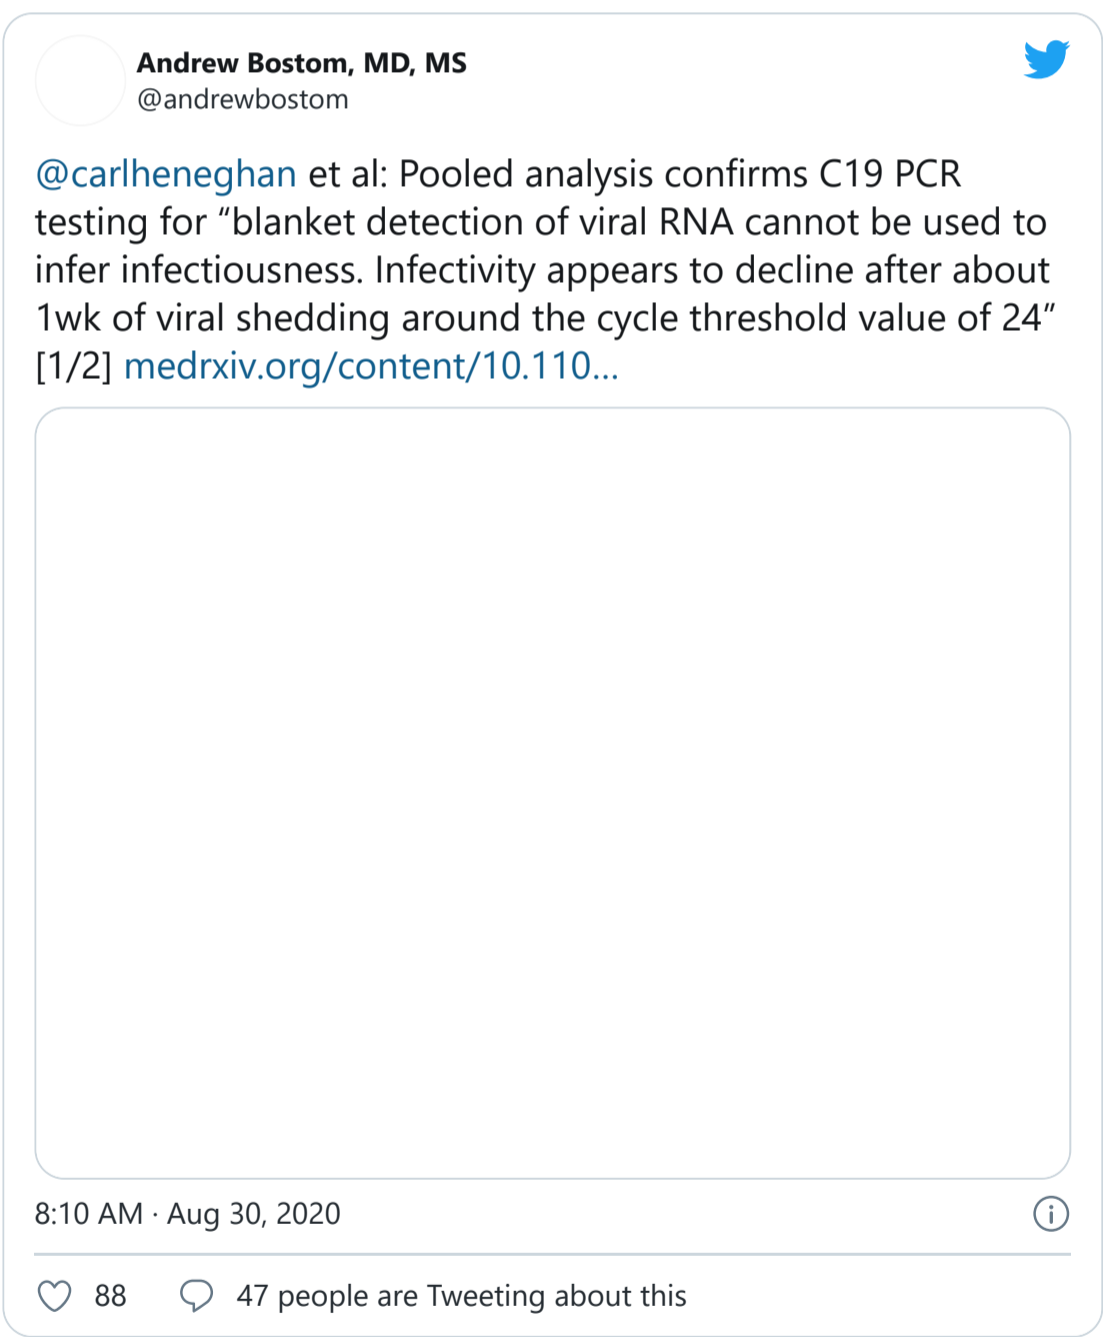 Andrew Bostom, MD, MS
@andrewbostom
@carlheneghan et al: Pooled analysis confirms C19 PCR
testing for “blanket detection of viral RNA cannot be used to
infer infectiousness. Infectivity appears to decline after about
1wk of viral shedding around the cycle threshold value of 24”
[1/2] medrxiv.org/content/10.110...
8:10 AM · Aug 30, 2020
88
47 people are Tweeting about this